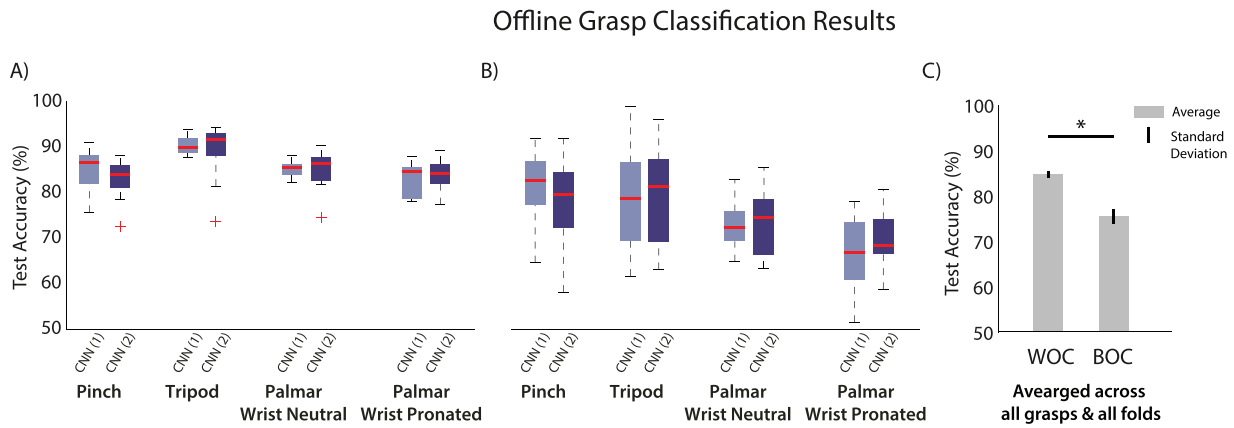 Offline Grasp Classification Results
A)
Test Accuracy (%)
100
90
80
70
60
50
CNN (1)
CNN (2)
CNN (1)
CNN (2)
CNN (1)
CNN (2)
CNN (1)
CNN (2)
Pinch
Tripod
Palmar
Wrist Neutral
Palmar
Wrist Pronated
B)
CNN (1)
CNN (2)
CNN (1)
CNN (2)
CNN (1)
CNN (2)
CNN (1)
CNN (2)
Pinch
Tripod
Palmar
Wrist Neutral
Palmar
Wrist Pronated
C)
Test Accuracy (%)
100
90
80
70
60
50
*
Average
Standard
Deviation
WOC
BOC
Avearged across
all grasps & all folds